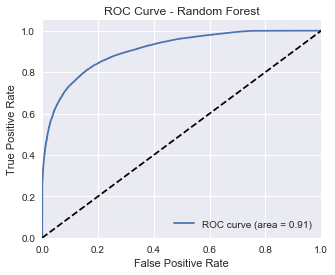 ROC Curve - Random Forest
1.0
0.8
0.6
0.4
0.2
0.0
True Positive Rate
ROC curve (area = 0.91)
0.0 0.2 0.4 0.6 0.8 1.0
False Positive Rate